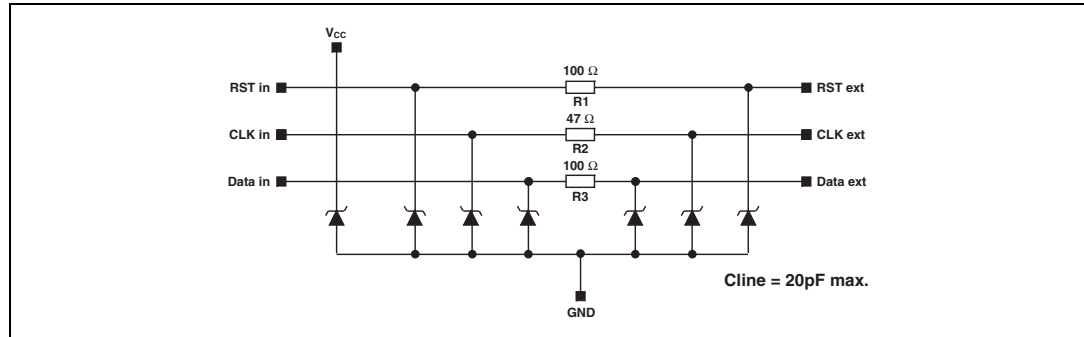 Vcc
100 Ω
RST in
RST ext
R1
47 Ω
CLK in
CLK ext
R2
100 Ω
Data in
Data ext
R3
Cline = 20pF max.
GND